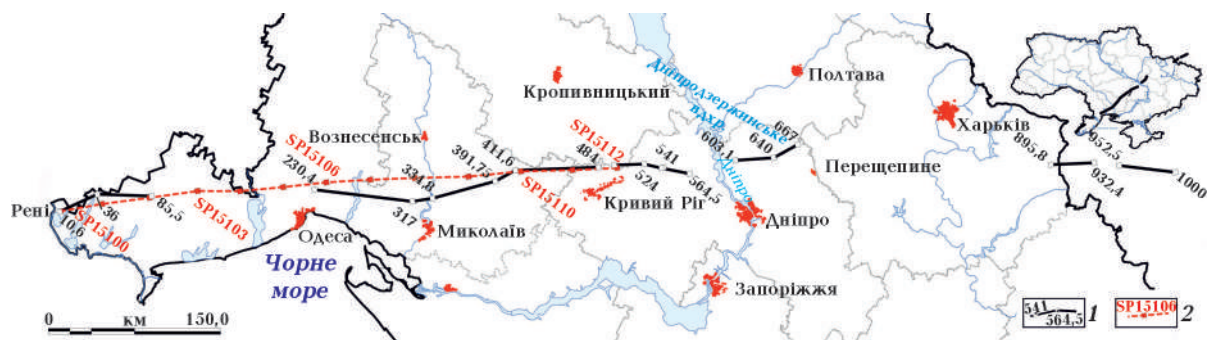 Полтава
Кропивницький
Дніпродзержинське
вдхр.
Харьків
Вознесенськ
SP15106
230,4
334,8
391,75
411,6
SP15112
484
541
603,1
640
667
Перещепине
895,8
952,5
932,4
1000
Рені
10,6
36
SP15100
85,5
SP15103
317
SP15110
524
564,5
Дніпро
Кривий Ріг
Одеса
Миколаїв
Дніпро
Чорне
море
Запоріжжя
0 км 150,0
541
564,5
1
SP15106
2